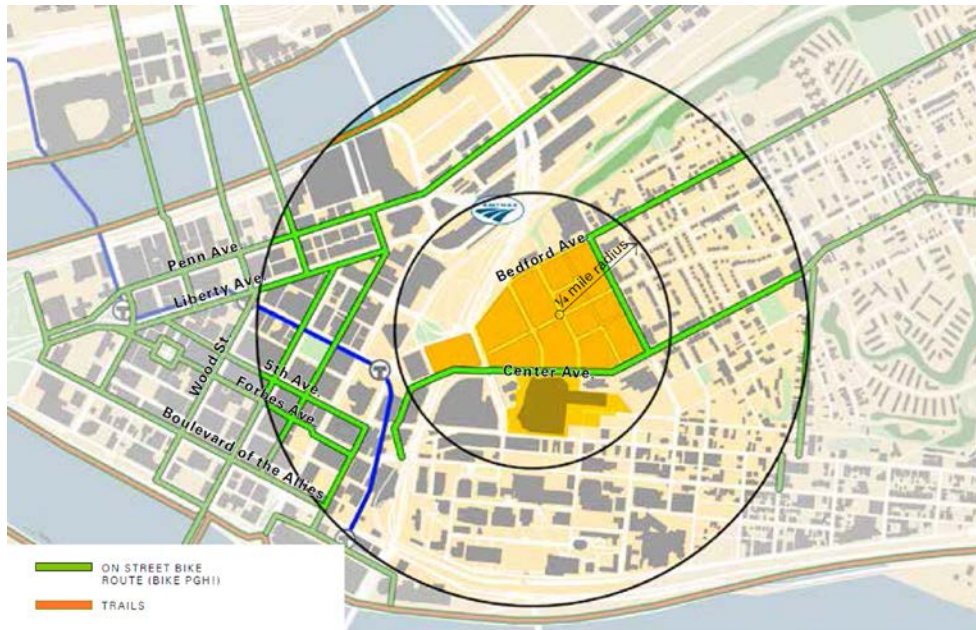 AMTRAK
Penn Ave.
Liberty Ave
Bedford Ave
¼ mile radius
Wood St.
5th Ave.
Forbes Ave.
Center Ave
Boulevard of the Allies
T
T
T
ON STREET BIKE
ROUTE (BIKE PGH!)
TRAILS